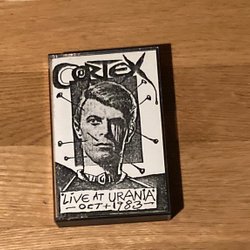 CORTEX
"LIVE AT URANIA"
— OCT 1983 —